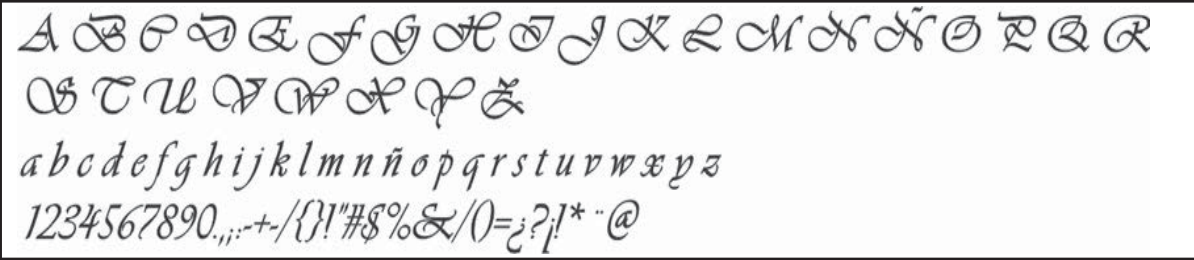 A B C D E F G H I J K L M N Ñ O P Q R
S T U V W X Y Z
a b c d e f g h i j k l m n ñ o p q r s t u v w x y z
1234567890.,;:-+-/{}!"#$%&/()=¿?¡!* ¨@